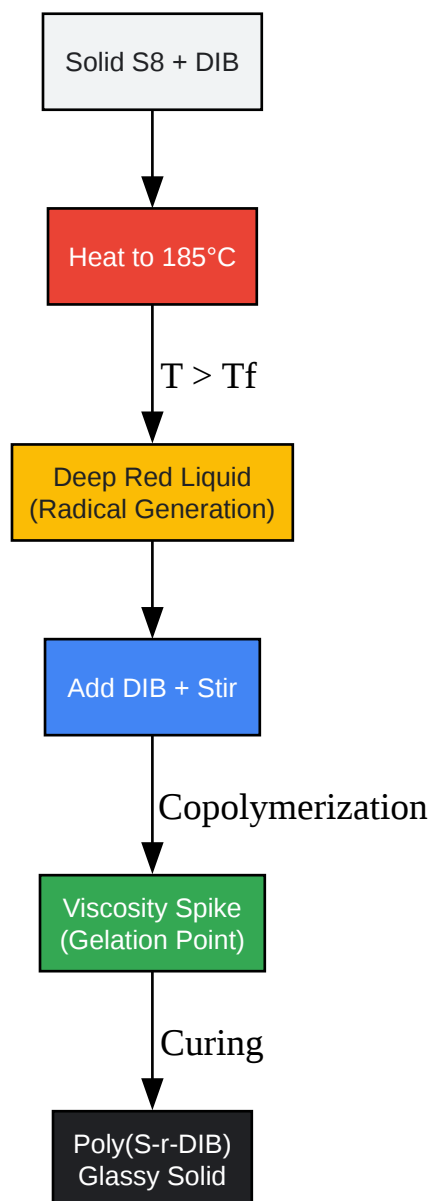 Solid S8 + DIB
Heat to 185°C
T > Tf
Deep Red Liquid
(Radical Generation)
Add DIB + Stir
Copolymerization
Viscosity Spike
(Gelation Point)
Curing
Poly(S-r-DIB)
Glassy Solid